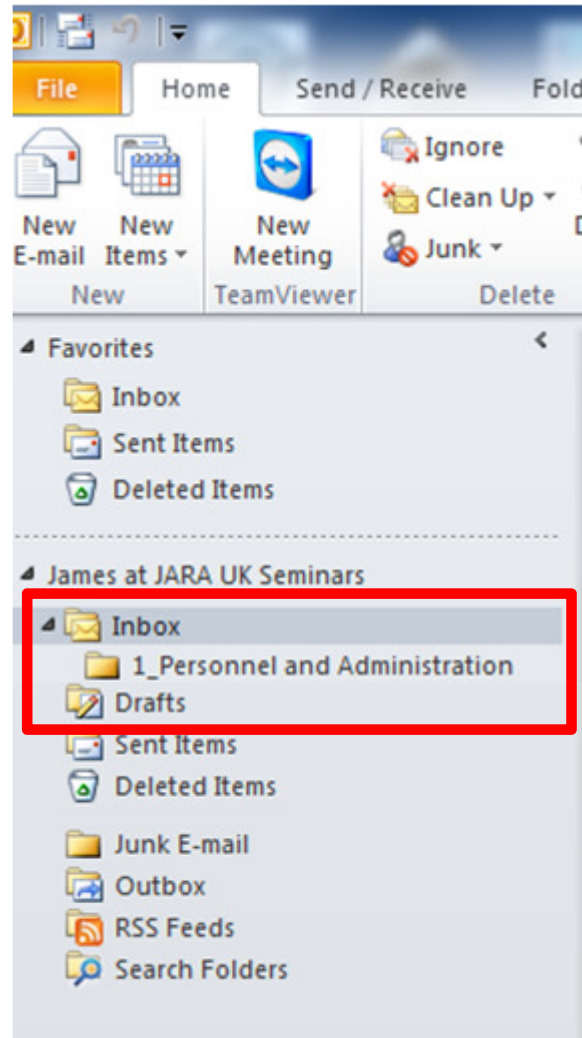 File Home Send / Receive
New E-mail
New Items
New Meeting
Ignore
Clean Up
Junk
New TeamViewer Delete
Favorites
Inbox
Sent Items
Deleted Items
James at JARA UK Seminars
Inbox
1_Personnel and Administration
Drafts
Sent Items
Deleted Items
Junk E-mail
Outbox
RSS Feeds
Search Folders